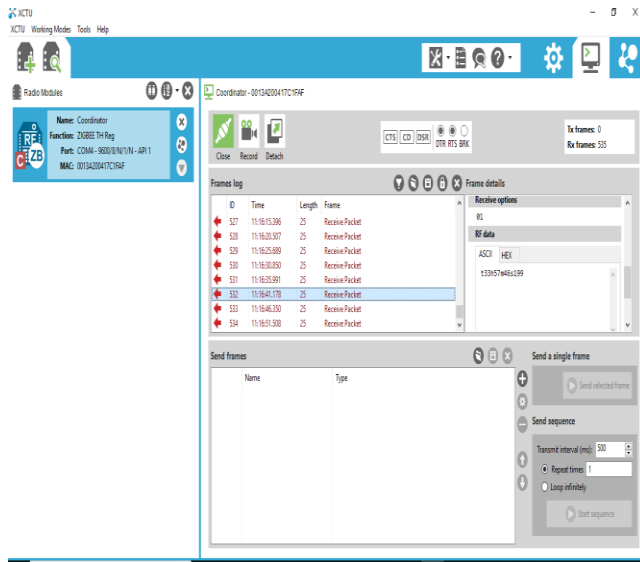 XCTU
XCTU Working Modes Tools Help
Radio Modules
Name: Coordinator
Function: ZIGBEE TH Reg
Port: COM4 - 9600/8/N/1/N - API 1
MAC: 0013A200417C1FAF
RF
C ZB
Coordinator - 0013A200417C1FAF
Close Record Detach
CTS CD DSR DTR RTS BRK
Tx frames: 0
Rx frames: 535
Frames log
ID Time Length Frame
527 11:16:15.396 25 Receive Packet
528 11:16:20.507 25 Receive Packet
529 11:16:25.689 25 Receive Packet
530 11:16:30.850 25 Receive Packet
531 11:16:35.991 25 Receive Packet
532 11:16:41.178 25 Receive Packet
533 11:16:46.350 25 Receive Packet
534 11:16:51.508 25 Receive Packet
Frame details
Receive options
01
RF data
ASCII HEX
t33h57m46s199
Send frames
Name Type
Send a single frame
Send selected frame
Send sequence
Transmit interval (ms): 500
Repeat times 1
Loop infinitely
Start sequence